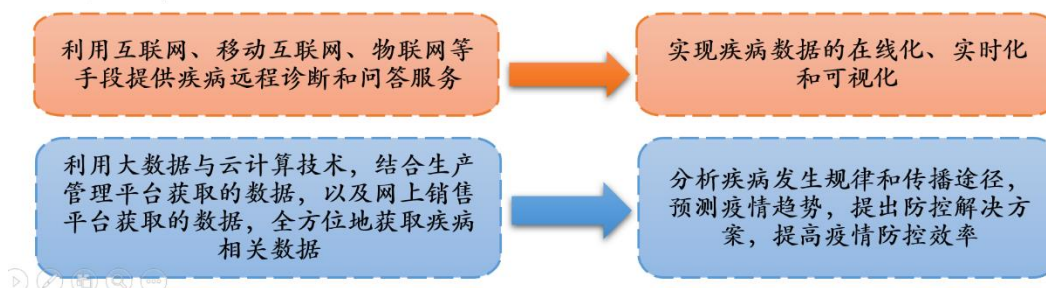 利用互联网、移动互联网、物联网等
手段提供疾病远程诊断和问答服务
实现疾病数据的在线化、实时化
和可视化
利用大数据与云计算技术，结合生产
管理平台获取的数据，以及网上销售
平台获取的数据，全方位地获取疾病
相关数据
分析疾病发生规律和传播途径，
预测疫情趋势，提出防控解决方
案，提高疫情防控效率